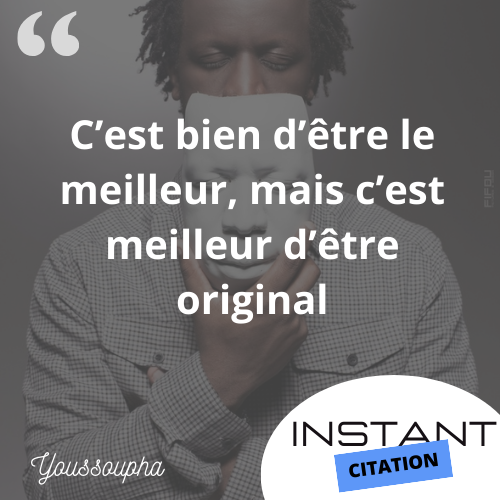 “
C’est bien d’être le
meilleur, mais c’est
meilleur d’être
original
Youssoupha
INSTANT
CITATION